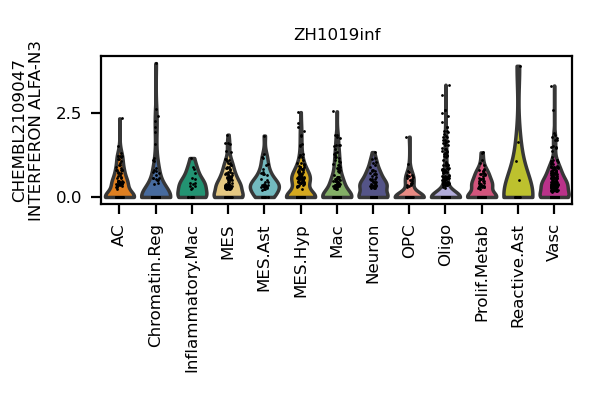 ZH1019inf
CHEMBL2109047
INTERFERON ALFA-N3
2.5
0.0
AC
Chromatin.Reg
Inflammatory.Mac
MES
MES.Ast
MES.Hyp
Mac
Neuron
OPC
Oligo
Prolif.Metab
Reactive.Ast
Vasc